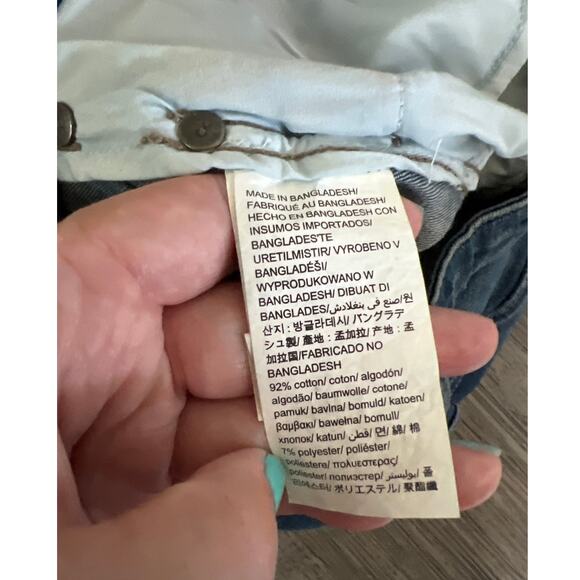 MADE IN BANGLADESH/
FABRIQUÉ AU BANGLADESH/
HECHO EN BANGLADESH CON
INSUMOS IMPORTADOS/
BANGLADEŞ'TE
URETILMISTIR/ VYROBENO V
BANGLADÉŠI/
WYPRODUKOWANO W
BANGLADESH/ DIBUAT DI
BANGLADES/صنع في بنغلاديش/원
산지 : 방글라데시/ バングラデ
シュ製/ 產地 : 孟加拉/ 产地 : 孟
加拉国/FABRICADO NO
BANGLADESH
92% cotton/ coton/ algodón/
algodão/ baumwolle/ cotone/
pamuk/ bavlna/ bomuld/ katoen/
βαμβακι/ bawełna/ bomull/
хлопок/ katun/ قطن/ 면/ 綿/ 棉
7% polyester/ poliéster/
poliestere/ πολυεστερας/
poliester/ полиэстер/ بوليستر/ 폴
리에스터/ ポリエステル/ 聚酯纖